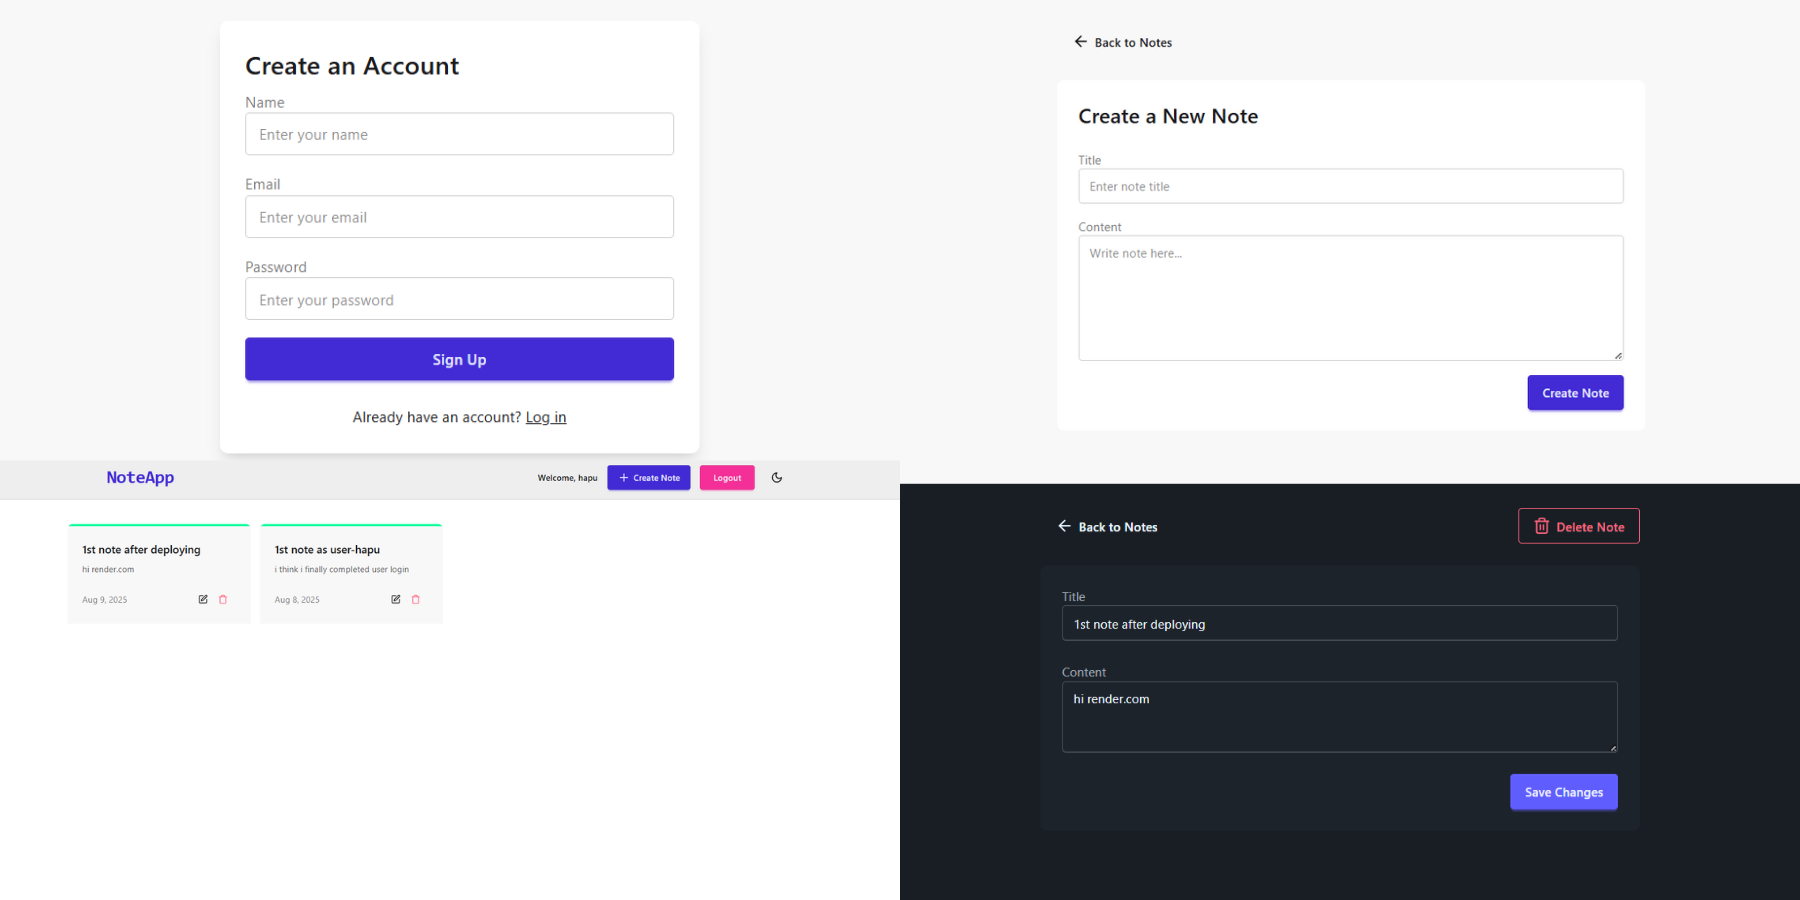 Create an Account
Name
Enter your name
Email
Enter your email
Password
Enter your password
Sign Up
Already have an account? Log in
Back to Notes
Create a New Note
Title
Enter note title
Content
Write note here...
Create Note
NoteApp
Welcome, hapu
Create Note
Logout
1st note after deploying
hi render.com
Aug 9, 2025
1st note as user-hapu
i think i finally completed user login
Aug 8, 2025
Back to Notes
Delete Note
Title
1st note after deploying
Content
hi render.com
Save Changes